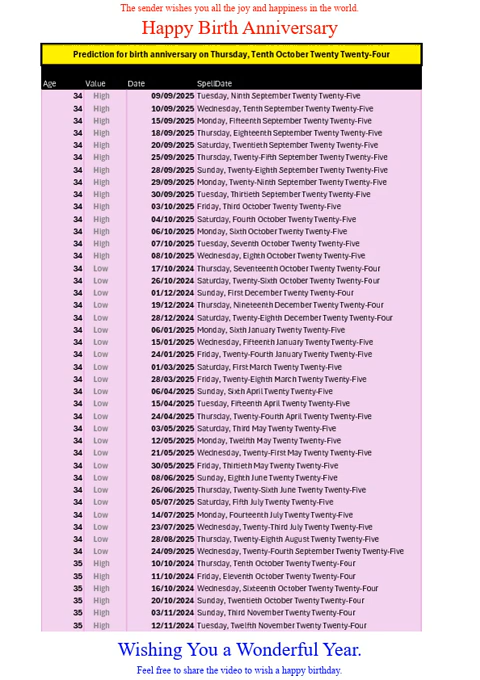 The sender wishes you all the joy and happiness in the world.
Happy Birth Anniversary
Prediction for birth anniversary on Thursday, Tenth October Twenty Twenty-Four
Age Value Date SpellDate
34 High 09/09/2025 Tuesday, Ninth September Twenty Twenty-Five
34 High 10/09/2025 Wednesday, Tenth September Twenty Twenty-Five
34 High 15/09/2025 Monday, Fifteenth September Twenty Twenty-Five
34 High 18/09/2025 Thursday, Eighteenth September Twenty Twenty-Five
34 High 20/09/2025 Saturday, Twentieth September Twenty Twenty-Five
34 High 25/09/2025 Thursday, Twenty-Fifth September Twenty Twenty-Five
34 High 28/09/2025 Sunday, Twenty-Eighth September Twenty Twenty-Five
34 High 29/09/2025 Monday, Twenty-Ninth September Twenty Twenty-Five
34 High 30/09/2025 Tuesday, Thirtieth September Twenty Twenty-Five
34 High 03/10/2025 Friday, Third October Twenty Twenty-Five
34 High 04/10/2025 Saturday, Fourth October Twenty Twenty-Five
34 High 06/10/2025 Monday, Sixth October Twenty Twenty-Five
34 High 07/10/2025 Tuesday, Seventh October Twenty Twenty-Five
34 High 08/10/2025 Wednesday, Eighth October Twenty Twenty-Five
34 Low 17/10/2024 Thursday, Seventeenth October Twenty Twenty-Four
34 Low 26/10/2024 Saturday, Twenty-Sixth October Twenty Twenty-Four
34 Low 01/12/2024 Sunday, First December Twenty Twenty-Four
34 Low 19/12/2024 Thursday, Nineteenth December Twenty Twenty-Four
34 Low 28/12/2024 Saturday, Twenty-Eighth December Twenty Twenty-Four
34 Low 06/01/2025 Monday, Sixth January Twenty Twenty-Five
34 Low 15/01/2025 Wednesday, Fifteenth January Twenty Twenty-Five
34 Low 24/01/2025 Friday, Twenty-Fourth January Twenty Twenty-Five
34 Low 01/03/2025 Saturday, First March Twenty Twenty-Five
34 Low 28/03/2025 Friday, Twenty-Eighth March Twenty Twenty-Five
34 Low 06/04/2025 Sunday, Sixth April Twenty Twenty-Five
34 Low 15/04/2025 Tuesday, Fifteenth April Twenty Twenty-Five
34 Low 24/04/2025 Thursday, Twenty-Fourth April Twenty Twenty-Five
34 Low 03/05/2025 Saturday, Third May Twenty Twenty-Five
34 Low 12/05/2025 Monday, Twelfth May Twenty Twenty-Five
34 Low 21/05/2025 Wednesday, Twenty-First May Twenty Twenty-Five
34 Low 30/05/2025 Friday, Thirtieth May Twenty Twenty-Five
34 Low 08/06/2025 Sunday, Eighth June Twenty Twenty-Five
34 Low 26/06/2025 Thursday, Twenty-Sixth June Twenty Twenty-Five
34 Low 05/07/2025 Saturday, Fifth July Twenty Twenty-Five
34 Low 14/07/2025 Monday, Fourteenth July Twenty Twenty-Five
34 Low 23/07/2025 Wednesday, Twenty-Third July Twenty Twenty-Five
34 Low 28/08/2025 Thursday, Twenty-Eighth August Twenty Twenty-Five
34 Low 24/09/2025 Wednesday, Twenty-Fourth September Twenty Twenty-Five
35 High 10/10/2024 Thursday, Tenth October Twenty Twenty-Four
35 High 11/10/2024 Friday, Eleventh October Twenty Twenty-Four
35 High 16/10/2024 Wednesday, Sixteenth October Twenty Twenty-Four
35 High 20/10/2024 Sunday, Twentieth October Twenty Twenty-Four
35 High 03/11/2024 Sunday, Third November Twenty Twenty-Four
35 High 12/11/2024 Tuesday, Twelfth November Twenty Twenty-Four
Wishing You a Wonderful Year.
Feel free to share the video to wish a happy birthday.